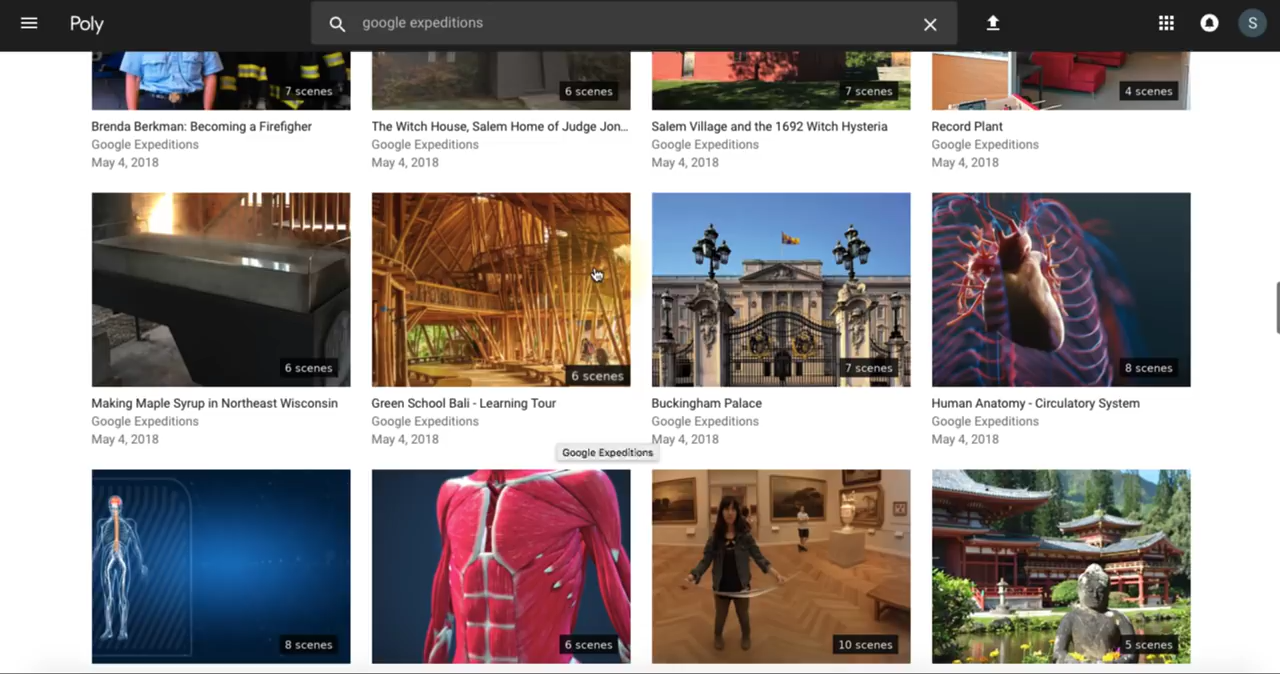 Poly
google expeditions
S
7 scenes
6 scenes
7 scenes
4 scenes
Brenda Berkman: Becoming a Firefigher
The Witch House, Salem Home of Judge Jon...
Salem Village and the 1692 Witch Hysteria
Record Plant
Google Expeditions
Google Expeditions
Google Expeditions
Google Expeditions
May 4, 2018
May 4, 2018
May 4, 2018
May 4, 2018
6 scenes
6 scenes
7 scenes
8 scenes
Making Maple Syrup in Northeast Wisconsin
Green School Bali - Learning Tour
Buckingham Palace
Human Anatomy - Circulatory System
Google Expeditions
Google Expeditions
Google Expeditions
Google Expeditions
May 4, 2018
May 4, 2018
May 4, 2018
May 4, 2018
Google Expeditions
8 scenes
6 scenes
10 scenes
5 scenes